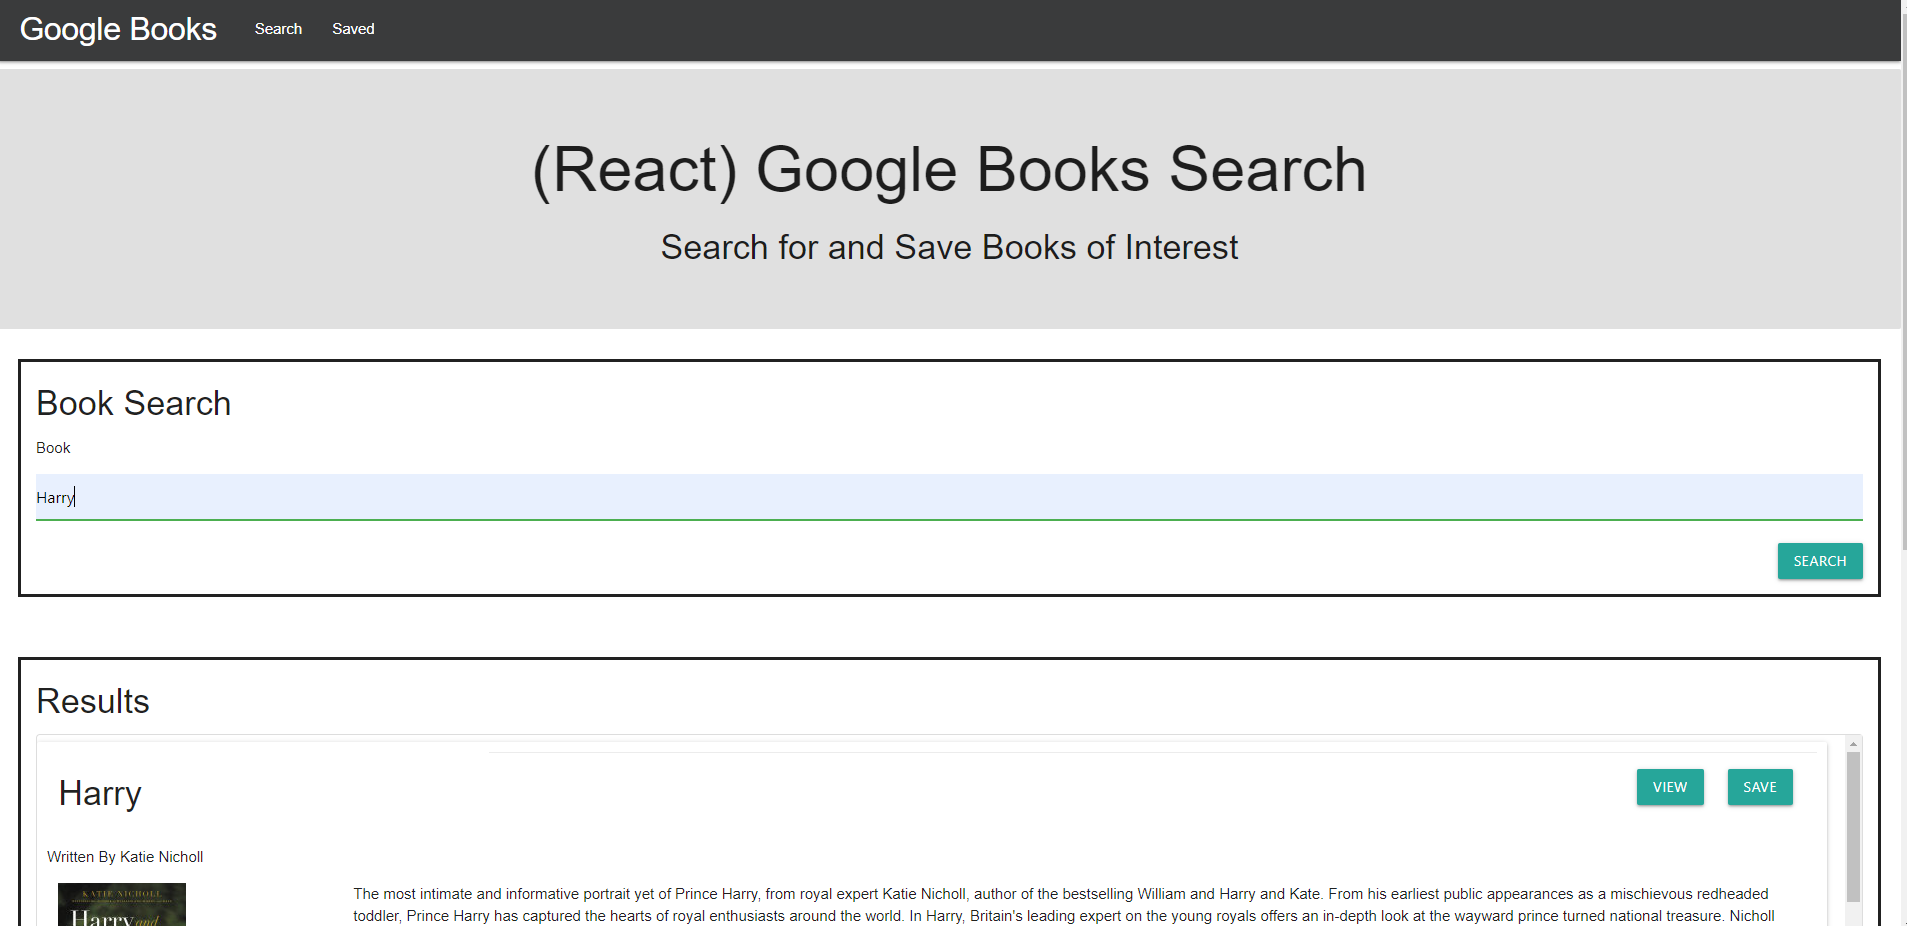 Google Books Search Saved
(React) Google Books Search
Search for and Save Books of Interest
Book Search
Book
Harry
SEARCH
Results
Harry VIEW SAVE
Written By Katie Nicholl
KATIE NICHOLL
Harry and
The most intimate and informative portrait yet of Prince Harry, from royal expert Katie Nicholl, author of the bestselling William and Harry and Kate. From his earliest public appearances as a mischievous redheaded
toddler, Prince Harry has captured the hearts of royal enthusiasts around the world. In Harry, Britain's leading expert on the young royals offers an in-depth look at the wayward prince turned national treasure. Nicholl